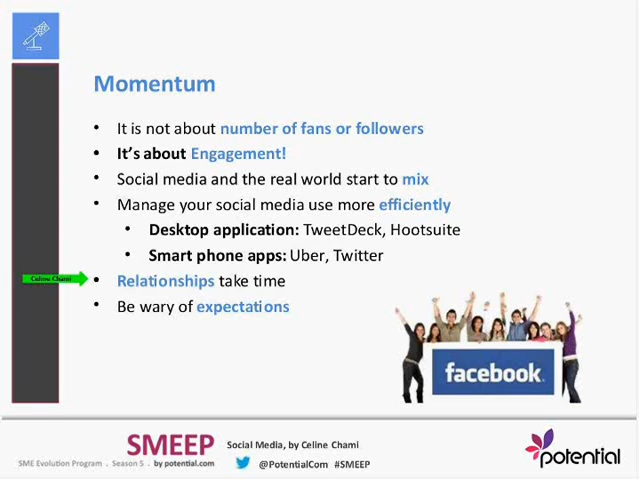 Momentum
• It is not about number of fans or followers
• It's about Engagement!
• Social media and the real world start to mix
• Manage your social media use more efficiently
• Desktop application: TweetDeck, Hootsuite
• Smart phone apps: Uber, Twitter
Celine Chami
• Relationships take time
• Be wary of expectations
facebook.
SMEEP
SME Evolution Program . Season 5 . by potential.com
Social Media, by Celine Chami
@PotentialCom #SMEEP
potential